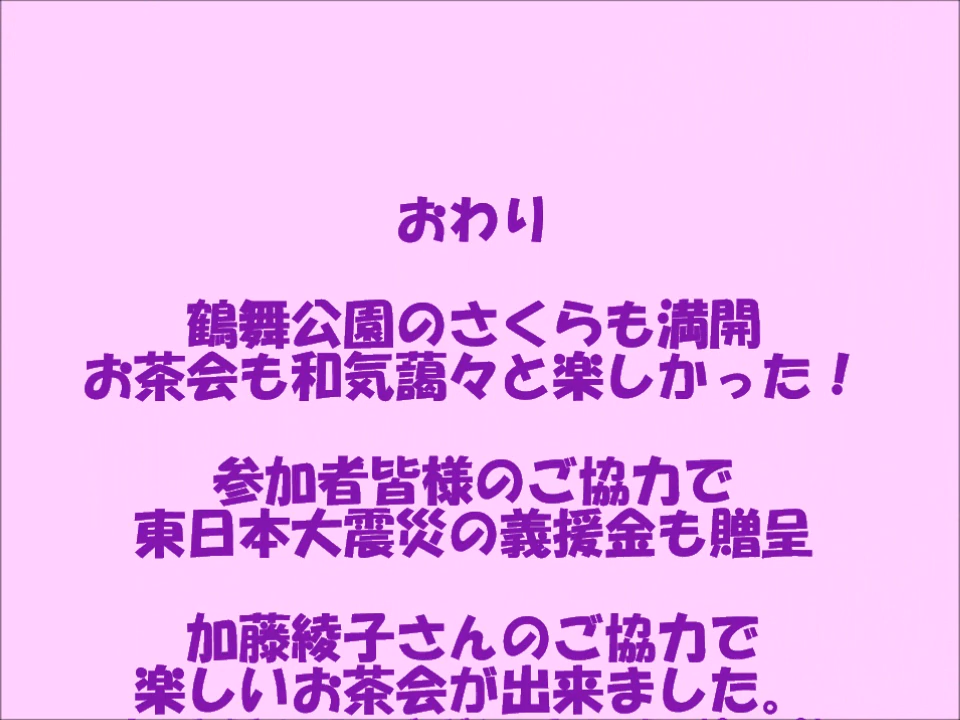 おわり
鶴舞公園のさくらも満開
お茶会も和気藹々と楽しかった！
参加者皆様のご協力で
東日本大震災の義援金も贈呈
加藤綾子さんのご協力で
楽しいお茶会が出来ました。